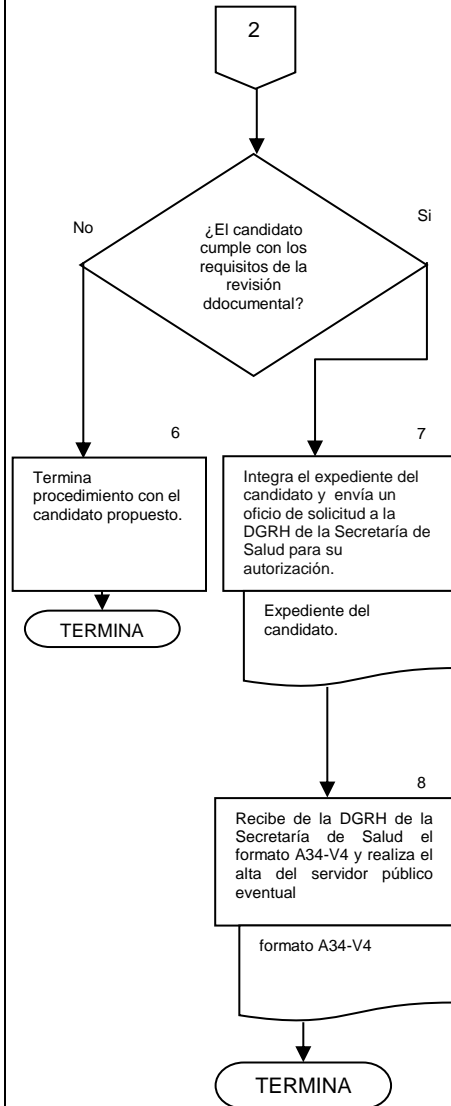 2
No
Si
¿El candidato
cumple con los
requisitos de la
revisión
ddocumental?
6
Termina
procedimiento con el
candidato propuesto.
TERMINA
7
Integra el expediente del
candidato y envía un
oficio de solicitud a la
DGRH de la Secretaría de
Salud para su
autorización.
Expediente del
candidato.
8
Recibe de la DGRH de la
Secretaría de Salud el
formato A34-V4 y realiza el
alta del servidor público
eventual
formato A34-V4
TERMINA